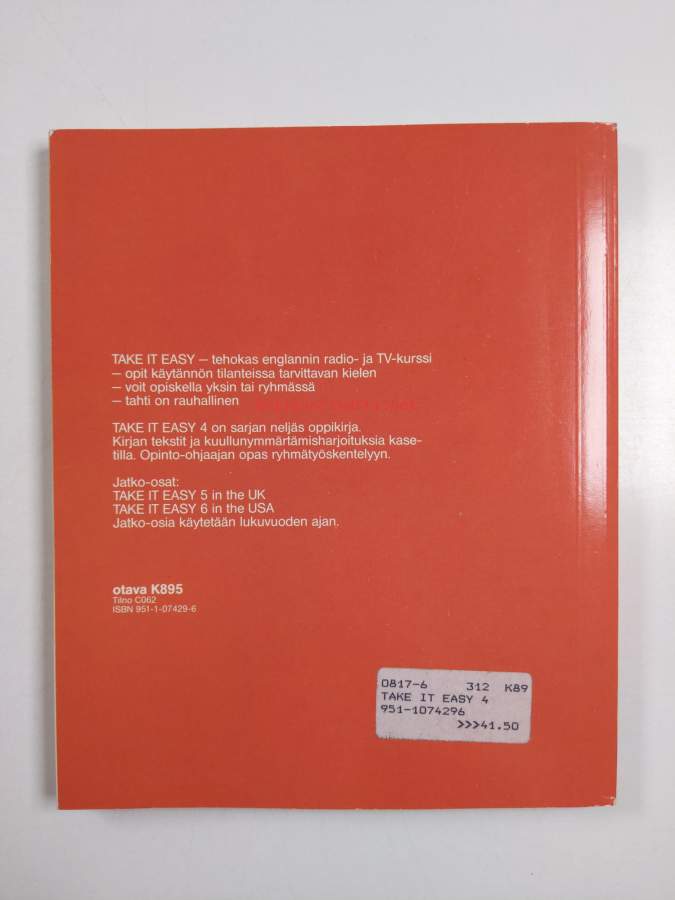 TAKE IT EASY – tehokas englannin radio- ja TV-kurssi
– opit käytännön tilanteissa tarvittavan kielen
– voit opiskella yksin tai ryhmässä
– tahti on rauhallinen
TAKE IT EASY 4 on sarjan neljäs oppikirja.
Kirjan tekstit ja kuullunymmärtämisharjoituksia kase-
tilla. Opinto-ohjaajan opas ryhmätyöskentelyyn.
Jatko-osat:
TAKE IT EASY 5 in the UK
TAKE IT EASY 6 in the USA
Jatko-osia käytetään lukuvuoden ajan.
otava K895
Tilno C062
ISBN 951-1-07429-6
0817-6 312 K89
TAKE IT EASY 4
951-1074296
>>>41.50